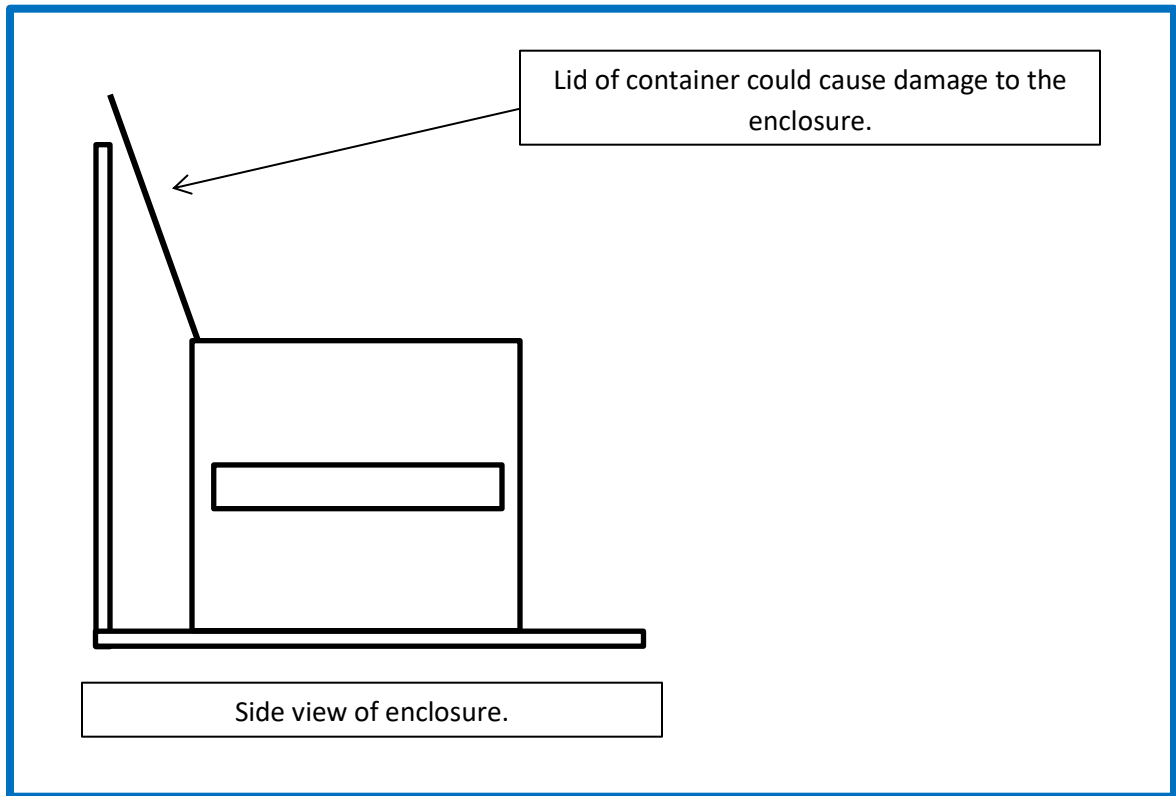 Lid of container could cause damage to the
enclosure.
Side view of enclosure.